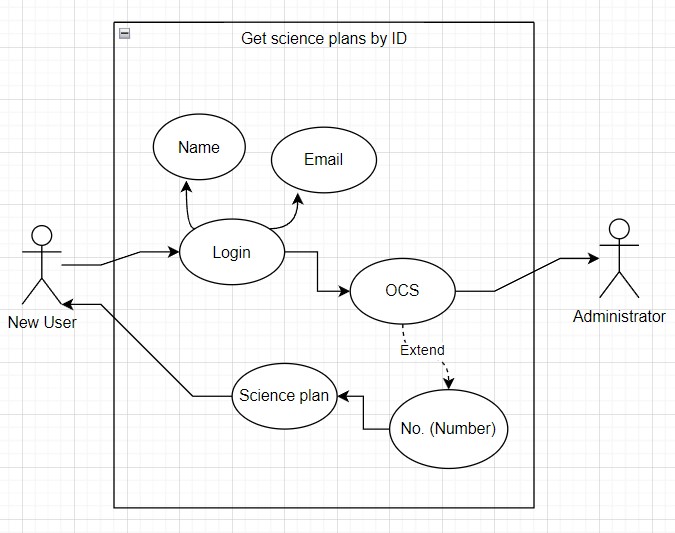 Get science plans by ID
Name
Email
Login
OCS
New User
Administrator
Extend
Science plan
No. (Number)